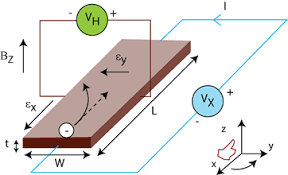 I
- V_H +
B_Z
ε_y
ε_x
L
V_X
+
-
-
t
W
z
y
x